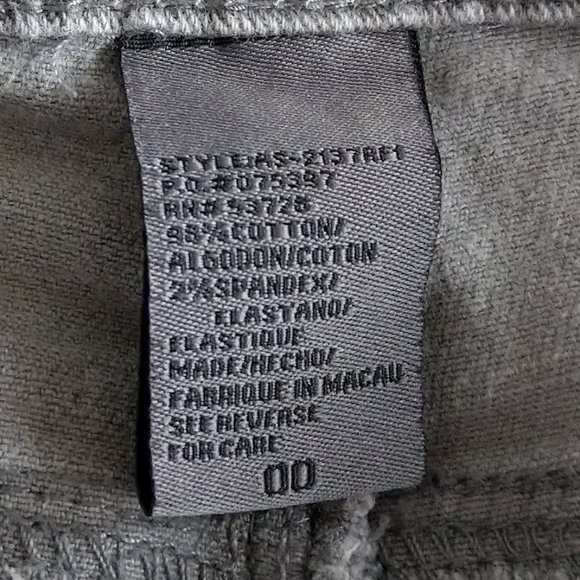 STYLE:AS-2137RF1
P.O.#075397
RN# 93728
98%COTTON/
ALGODON/COTON
2%SPANDEX/
ELASTANO/
ELASTIQUE
MADE/HECHO/
FABRIQUE IN MACAU
SEE REVERSE
FOR CARE
00